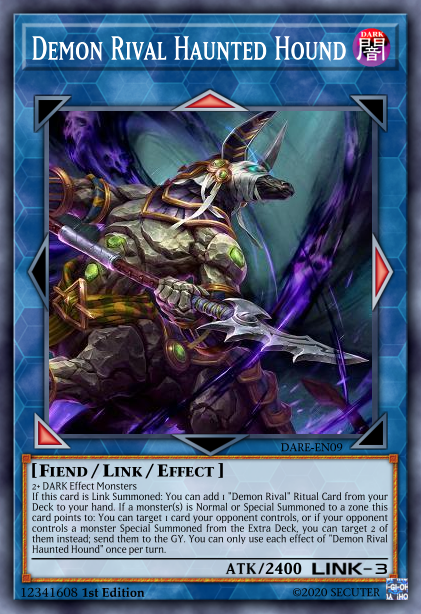 DEMON RIVAL HAUNTED HOUND
DARK
闇
DARE-EN09
[FIEND / LINK / EFFECT ]
2+ DARK Effect Monsters
If this card is Link Summoned: You can add 1 "Demon Rival" Ritual Card from your
Deck to your hand. If a monster(s) is Normal or Special Summoned to a zone this
card points to: You can target 1 card your opponent controls, or if your opponent
controls a monster Special Summoned from the Extra Deck, you can target 2 of
them instead; send them to the GY. You can only use each effect of "Demon Rival
Haunted Hound" once per turn.
ATK/2400 LINK-3
12341608 1st Edition
©2020 SECUTER